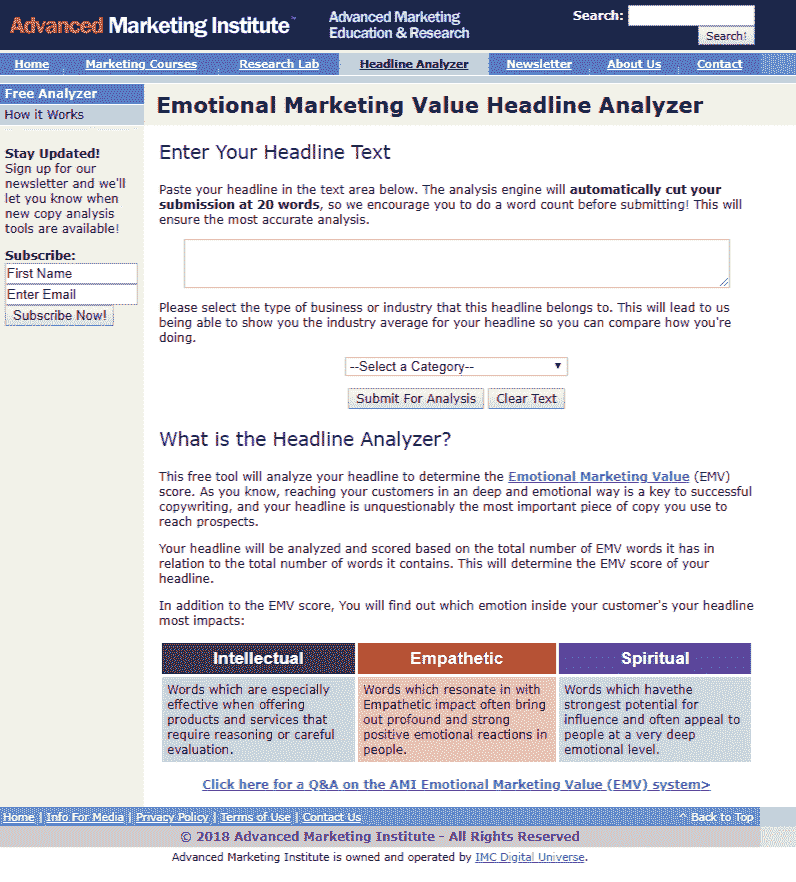 Advanced Marketing Institute™
Advanced Marketing
Education & Research
Search:
Search!
Home
Marketing Courses
Research Lab
Headline Analyzer
Newsletter
About Us
Contact
Free Analyzer
How it Works
Stay Updated!
Sign up for our
newsletter and we'll
let you know when
new copy analysis
tools are available!
Subscribe:
First Name
Enter Email
Subscribe Now!
Emotional Marketing Value Headline Analyzer
Enter Your Headline Text
Paste your headline in the text area below. The analysis engine will automatically cut your
submission at 20 words, so we encourage you to do a word count before submitting! This will
ensure the most accurate analysis.
Please select the type of business or industry that this headline belongs to. This will lead to us
being able to show you the industry average for your headline so you can compare how you're
doing.
--Select a Category--
Submit For Analysis
Clear Text
What is the Headline Analyzer?
This free tool will analyze your headline to determine the Emotional Marketing Value (EMV)
score. As you know, reaching your customers in an deep and emotional way is a key to successful
copywriting, and your headline is unquestionably the most important piece of copy you use to
reach prospects.
Your headline will be analyzed and scored based on the total number of EMV words it has in
relation to the total number of words it contains. This will determine the EMV score of your
headline.
In addition to the EMV score, You will find out which emotion inside your customer's your headline
most impacts:
Intellectual
Words which are especially
effective when offering
products and services that
require reasoning or careful
evaluation.
Empathetic
Words which resonate in with
Empathetic impact often bring
out profound and strong
positive emotional reactions in
people.
Spiritual
Words which havethe
strongest potential for
influence and often appeal to
people at a very deep
emotional level.
Click here for a Q&A on the AMI Emotional Marketing Value (EMV) system>
Home | Info For Media | Privacy Policy | Terms of Use | Contact Us
^ Back to Top
© 2018 Advanced Marketing Institute - All Rights Reserved
Advanced Marketing Institute is owned and operated by IMC Digital Universe.